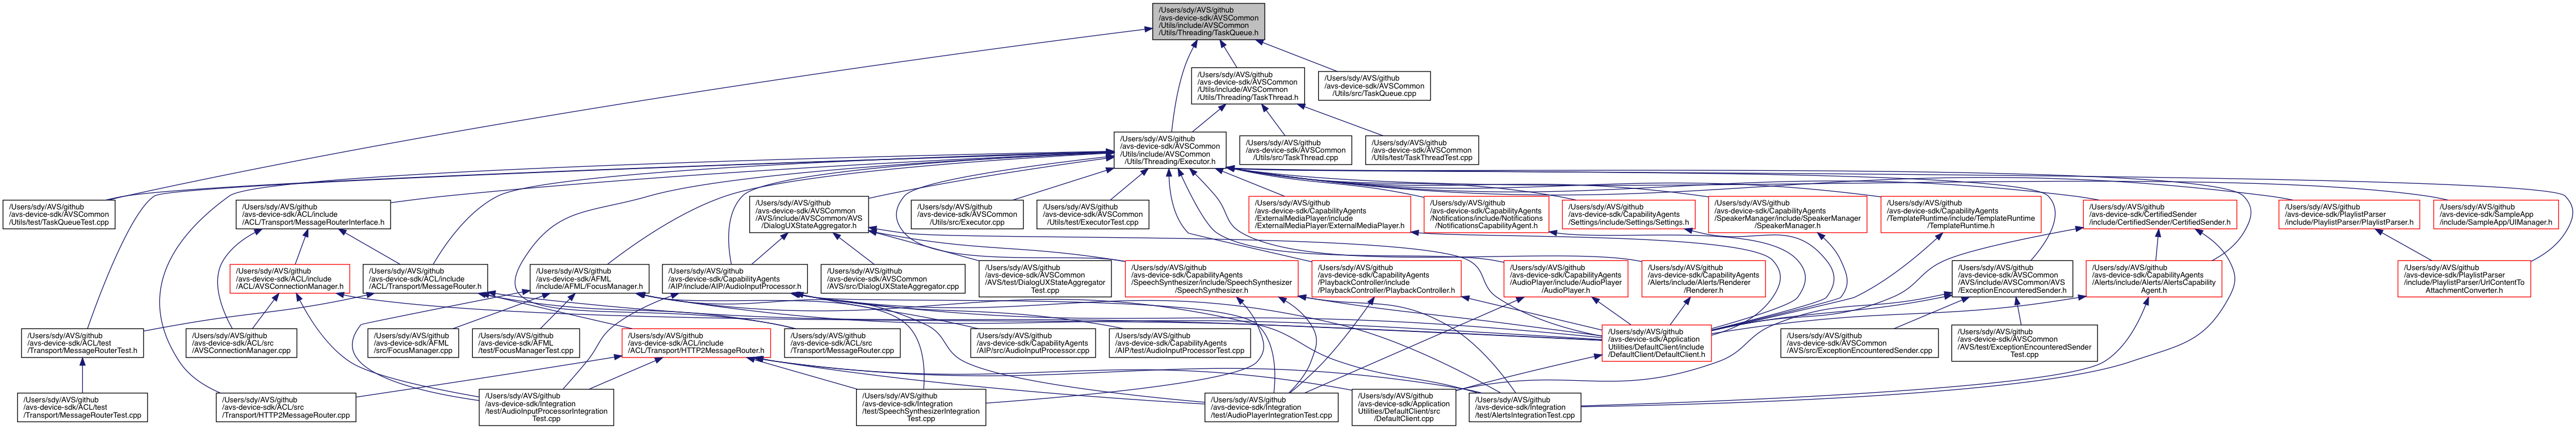 /Users/sdy/AVS/github
/avs-device-sdk/AVSCommon
/Utils/include/AVSCommon
/Utils/Threading/TaskQueue.h
/Users/sdy/AVS/github
/avs-device-sdk/AVSCommon
/Utils/include/AVSCommon
/Utils/Threading/TaskThread.h
/Users/sdy/AVS/github
/avs-device-sdk/AVSCommon
/Utils/src/TaskQueue.cpp
/Users/sdy/AVS/github
/avs-device-sdk/AVSCommon
/Utils/include/AVSCommon
/Utils/Threading/Executor.h
/Users/sdy/AVS/github
/avs-device-sdk/AVSCommon
/Utils/src/TaskThread.cpp
/Users/sdy/AVS/github
/avs-device-sdk/AVSCommon
/Utils/test/TaskThreadTest.cpp
/Users/sdy/AVS/github
/avs-device-sdk/AVSCommon
/Utils/test/TaskQueueTest.cpp
/Users/sdy/AVS/github
/avs-device-sdk/ACL/include
/ACL/Transport/MessageRouterInterface.h
/Users/sdy/AVS/github
/avs-device-sdk/AVSCommon
/AVS/include/AVSCommon/AVS
/DialogUXStateAggregator.h
/Users/sdy/AVS/github
/avs-device-sdk/AVSCommon
/Utils/src/Executor.cpp
/Users/sdy/AVS/github
/avs-device-sdk/AVSCommon
/Utils/test/ExecutorTest.cpp
/Users/sdy/AVS/github
/avs-device-sdk/CapabilityAgents
/ExternalMediaPlayer/include
/ExternalMediaPlayer/ExternalMediaPlayer.h
/Users/sdy/AVS/github
/avs-device-sdk/CapabilityAgents
/Notifications/include/Notifications
/NotificationsCapabilityAgent.h
/Users/sdy/AVS/github
/avs-device-sdk/CapabilityAgents
/Settings/include/Settings/Settings.h
/Users/sdy/AVS/github
/avs-device-sdk/CapabilityAgents
/SpeakerManager/include/SpeakerManager
/SpeakerManager.h
/Users/sdy/AVS/github
/avs-device-sdk/CapabilityAgents
/TemplateRuntime/include/TemplateRuntime
/TemplateRuntime.h
/Users/sdy/AVS/github
/avs-device-sdk/CertifiedSender
/include/CertifiedSender/CertifiedSender.h
/Users/sdy/AVS/github
/avs-device-sdk/PlaylistParser
/include/PlaylistParser/PlaylistParser.h
/Users/sdy/AVS/github
/avs-device-sdk/SampleApp
/include/SampleApp/UIManager.h
/Users/sdy/AVS/github
/avs-device-sdk/ACL/include
/ACL/AVSConnectionManager.h
/Users/sdy/AVS/github
/avs-device-sdk/ACL/include
/ACL/Transport/MessageRouter.h
/Users/sdy/AVS/github
/avs-device-sdk/AFML
/include/AFML/FocusManager.h
/Users/sdy/AVS/github
/avs-device-sdk/CapabilityAgents
/AIP/include/AIP/AudioInputProcessor.h
/Users/sdy/AVS/github
/avs-device-sdk/AVSCommon
/AVS/src/DialogUXStateAggregator.cpp
/Users/sdy/AVS/github
/avs-device-sdk/AVSCommon
/AVS/test/DialogUXStateAggregator
Test.cpp
/Users/sdy/AVS/github
/avs-device-sdk/CapabilityAgents
/SpeechSynthesizer/include/SpeechSynthesizer
/SpeechSynthesizer.h
/Users/sdy/AVS/github
/avs-device-sdk/CapabilityAgents
/PlaybackController/include
/PlaybackController/PlaybackController.h
/Users/sdy/AVS/github
/avs-device-sdk/CapabilityAgents
/AudioPlayer/include/AudioPlayer
/AudioPlayer.h
/Users/sdy/AVS/github
/avs-device-sdk/CapabilityAgents
/Alerts/include/Alerts/Renderer
/Renderer.h
/Users/sdy/AVS/github
/avs-device-sdk/AVSCommon
/AVS/include/AVSCommon/AVS
/ExceptionEncounteredSender.h
/Users/sdy/AVS/github
/avs-device-sdk/CapabilityAgents
/Alerts/include/Alerts/AlertsCapability
Agent.h
/Users/sdy/AVS/github
/avs-device-sdk/PlaylistParser
/include/PlaylistParser/UrlContentTo
AttachmentConverter.h
/Users/sdy/AVS/github
/avs-device-sdk/ACL/test
/Transport/MessageRouterTest.h
/Users/sdy/AVS/github
/avs-device-sdk/ACL/src
/AVSConnectionManager.cpp
/Users/sdy/AVS/github
/avs-device-sdk/AFML
/src/FocusManager.cpp
/Users/sdy/AVS/github
/avs-device-sdk/AFML
/test/FocusManagerTest.cpp
/Users/sdy/AVS/github
/avs-device-sdk/ACL/include
/ACL/Transport/HTTP2MessageRouter.h
/Users/sdy/AVS/github
/avs-device-sdk/ACL/src
/Transport/MessageRouter.cpp
/Users/sdy/AVS/github
/avs-device-sdk/CapabilityAgents
/AIP/src/AudioInputProcessor.cpp
/Users/sdy/AVS/github
/avs-device-sdk/CapabilityAgents
/AIP/test/AudioInputProcessorTest.cpp
/Users/sdy/AVS/github
/avs-device-sdk/Application
Utilities/DefaultClient/include
/DefaultClient/DefaultClient.h
/Users/sdy/AVS/github
/avs-device-sdk/AVSCommon
/AVS/src/ExceptionEncounteredSender.cpp
/Users/sdy/AVS/github
/avs-device-sdk/AVSCommon
/AVS/test/ExceptionEncounteredSender
Test.cpp
/Users/sdy/AVS/github
/avs-device-sdk/ACL/test
/Transport/MessageRouterTest.cpp
/Users/sdy/AVS/github
/avs-device-sdk/ACL/src
/Transport/HTTP2MessageRouter.cpp
/Users/sdy/AVS/github
/avs-device-sdk/Integration
/test/AudioInputProcessorIntegration
Test.cpp
/Users/sdy/AVS/github
/avs-device-sdk/Integration
/test/SpeechSynthesizerIntegration
Test.cpp
/Users/sdy/AVS/github
/avs-device-sdk/Integration
/test/AudioPlayerIntegrationTest.cpp
/Users/sdy/AVS/github
/avs-device-sdk/Application
Utilities/DefaultClient/src
/DefaultClient.cpp
/Users/sdy/AVS/github
/avs-device-sdk/Integration
/test/AlertsIntegrationTest.cpp